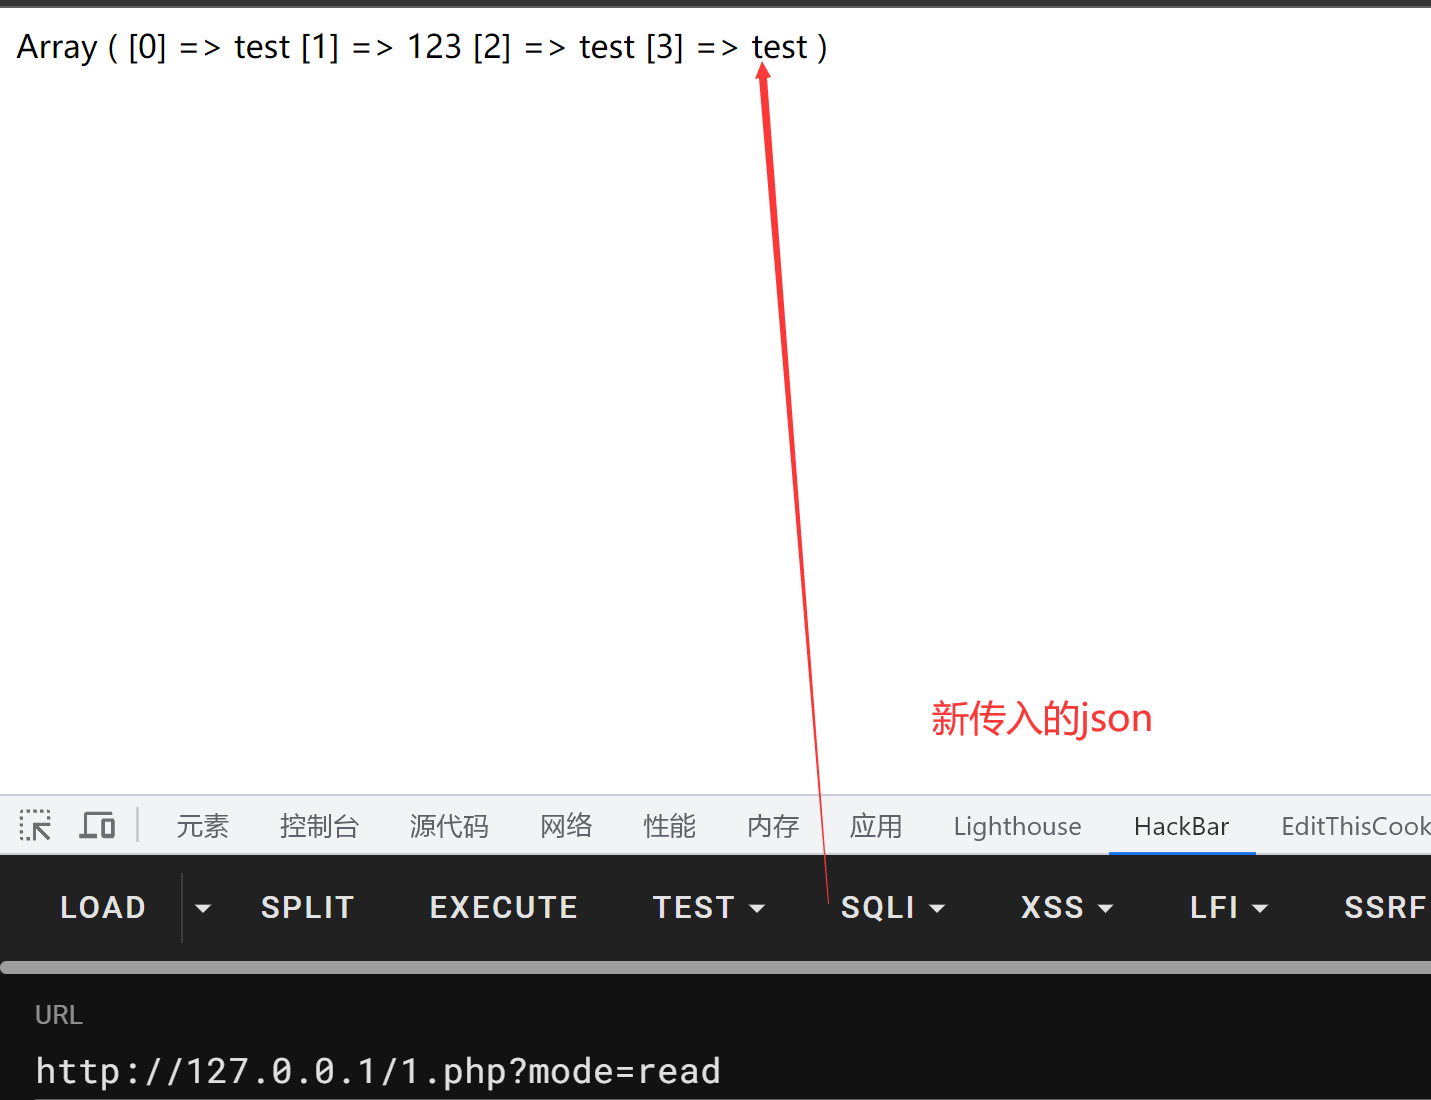 Array ( [0] => test [1] => 123 [2] => test [3] => test )
新传入的json
元素 控制台 源代码 网络 性能 内存 应用 Lighthouse HackBar EditThisCook
LOAD SPLIT EXECUTE TEST SQLI XSS LFI SSRF
URL
http://127.0.0.1/1.php?mode=read